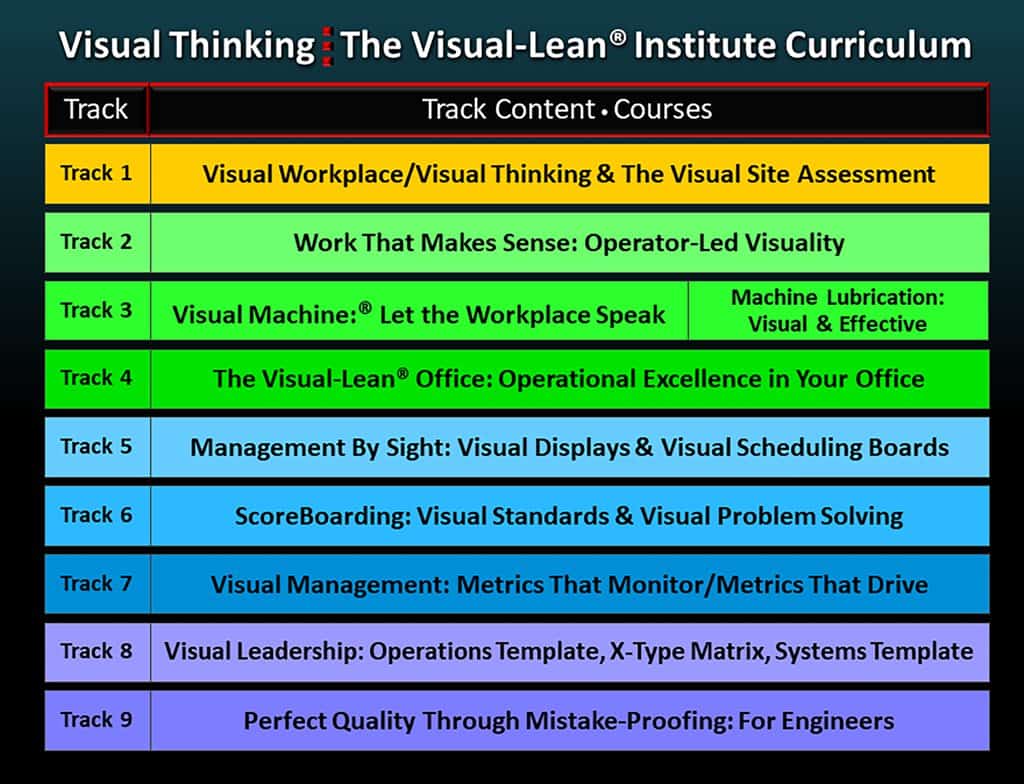 Visual Thinking⋮The Visual-Lean® Institute Curriculum
Track Track Content • Courses
Track 1 Visual Workplace/Visual Thinking & The Visual Site Assessment
Track 2 Work That Makes Sense: Operator-Led Visuality
Track 3 Visual Machine:® Let the Workplace Speak
Machine Lubrication:
Visual & Effective
Track 4 The Visual-Lean® Office: Operational Excellence in Your Office
Track 5 Management By Sight: Visual Displays & Visual Scheduling Boards
Track 6 ScoreBoarding: Visual Standards & Visual Problem Solving
Track 7 Visual Management: Metrics That Monitor/Metrics That Drive
Track 8 Visual Leadership: Operations Template, X-Type Matrix, Systems Template
Track 9 Perfect Quality Through Mistake-Proofing: For Engineers